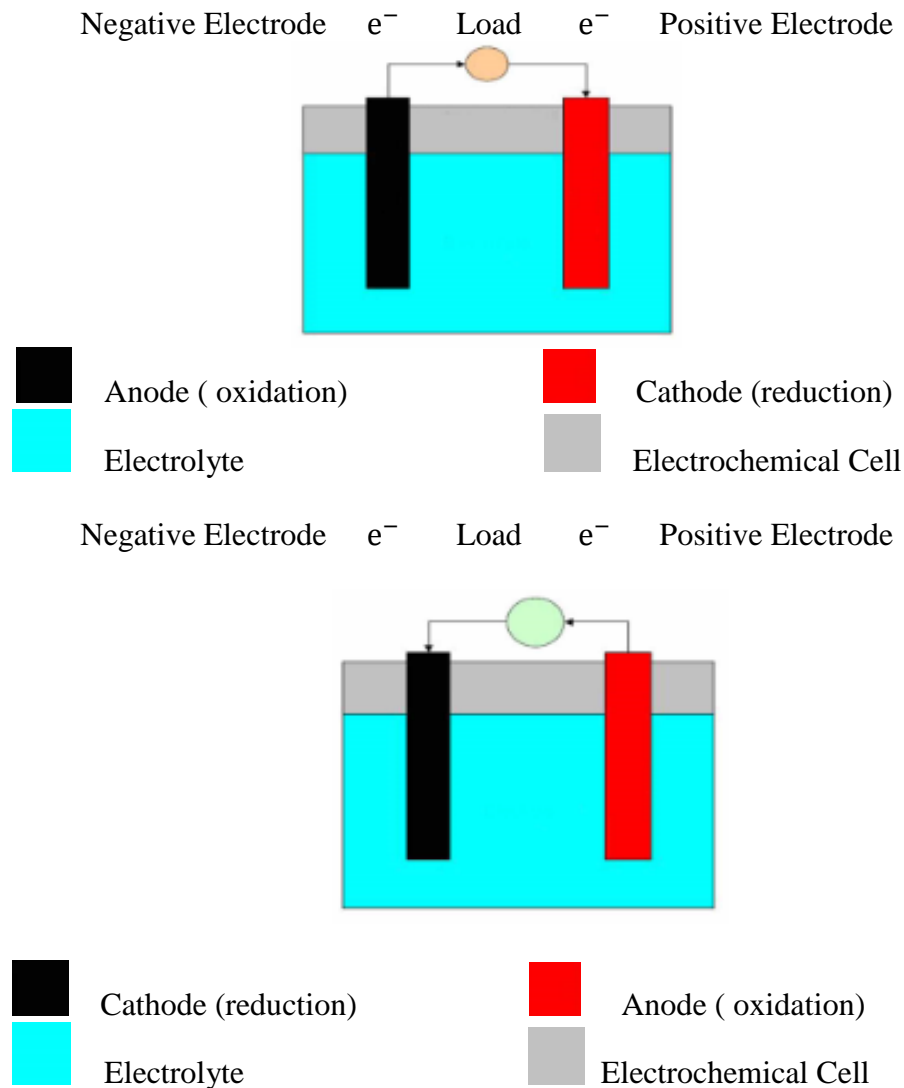 Negative Electrode e⁻ Load e⁻ Positive Electrode
Anode ( oxidation) Cathode (reduction)
Electrolyte Electrochemical Cell
Negative Electrode e⁻ Load e⁻ Positive Electrode
Cathode (reduction) Anode ( oxidation)
Electrolyte Electrochemical Cell